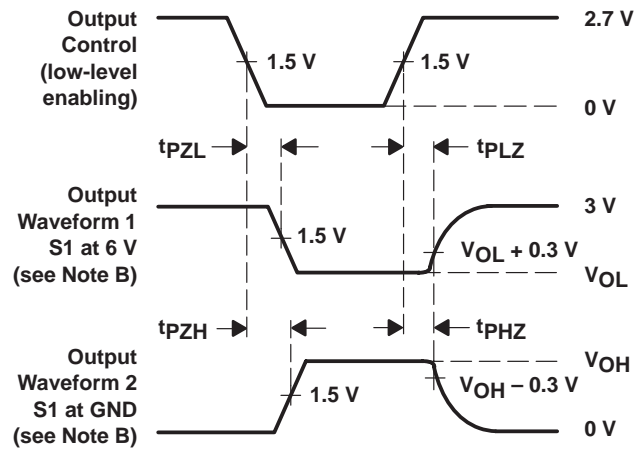 Output
Control
(low-level
enabling)
1.5 V
1.5 V
2.7 V
0 V
tPZL
tPLZ
Output
Waveform 1
S1 at 6 V
(see Note B)
1.5 V
3 V
VOL + 0.3 V
VOL
tPZH
tPHZ
Output
Waveform 2
S1 at GND
(see Note B)
1.5 V
VOH
VOH – 0.3 V
0 V